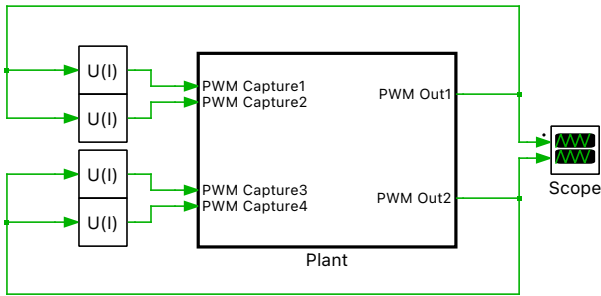 U(I)
U(I)
U(I)
U(I)
PWM Capture1
PWM Capture2
PWM Capture3
PWM Capture4
PWM Out1
PWM Out2
Plant
Scope